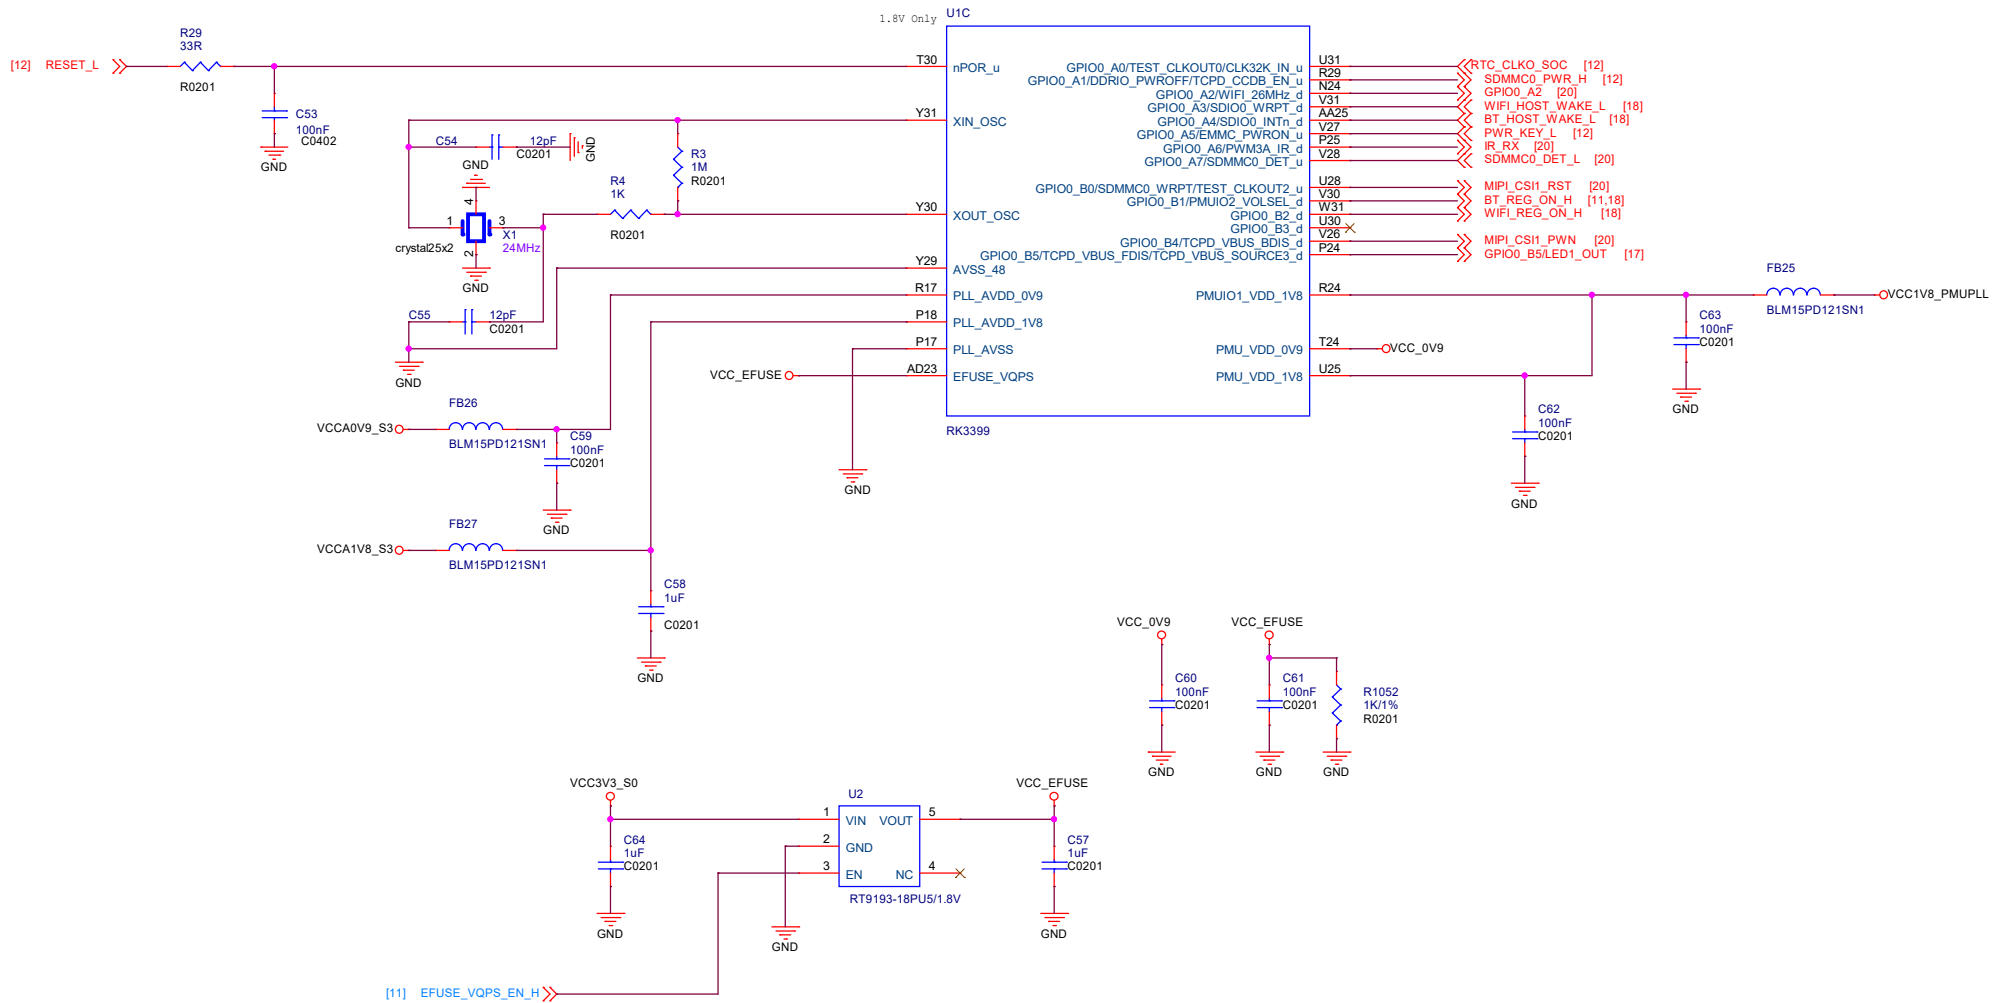 1.8V Only
U1C
R29
33R
[12] RESET_L
R0201
C53
100nF
C0402
GND
T30 nPOR_u
Y31 XIN_OSC
Y30 XOUT_OSC
Y29 AVSS_48
R17 PLL_AVDD_0V9
P18 PLL_AVDD_1V8
P17 PLL_AVSS
AD23 EFUSE_VQPS
GPIO0_A0/TEST_CLKOUT0/CLK32K_IN_u U31 RTC_CLKO_SOC [12]
GPIO0_A1/DDRIO_PWROFF/TCPD_CCDB_EN_u R29 SDMMC0_PWR_H [12]
GPIO0_A2/WIFI_26MHz_d N24 GPIO0_A2 [20]
GPIO0_A3/SDIO0_WRPT_d V31 WIFI_HOST_WAKE_L [18]
GPIO0_A4/SDIO0_INTn_d AA25 BT_HOST_WAKE_L [18]
GPIO0_A5/EMMC_PWRON_u V27 PWR_KEY_L [12]
GPIO0_A6/PWM3A_IR_d P25 IR_RX [20]
GPIO0_A7/SDMMC0_DET_u V28 SDMMC0_DET_L [20]
GPIO0_B0/SDMMC0_WRPT/TEST_CLKOUT2_u U28 MIPI_CSI1_RST [20]
GPIO0_B1/PMUIO2_VOLSEL_d V30 BT_REG_ON_H [11,18]
GPIO0_B2_d W31 WIFI_REG_ON_H [18]
GPIO0_B3_d U30
GPIO0_B4/TCPD_VBUS_BDIS_d V26 MIPI_CSI1_PWN [20]
GPIO0_B5/TCPD_VBUS_FDIS/TCPD_VBUS_SOURCE3_d P24 GPIO0_B5/LED1_OUT [17]
PMUIO1_VDD_1V8 R24
PMU_VDD_0V9 T24 VCC_0V9
PMU_VDD_1V8 U25
RK3399
C54 12pF
C0201
GND
GND
4
1
3
2
X1
24MHz
crystal25x2
GND
R3
1M
R0201
R4
1K
R0201
C55 12pF
C0201
GND
VCC_EFUSE
GND
FB25
BLM15PD121SN1
VCC1V8_PMUPLL
C63
100nF
C0201
GND
C62
100nF
C0201
GND
FB26
VCCA0V9_S3
BLM15PD121SN1
C59
100nF
C0201
GND
FB27
VCCA1V8_S3
BLM15PD121SN1
C58
1uF
C0201
GND
VCC_0V9
C60
100nF
C0201
GND
VCC_EFUSE
C61
100nF
C0201
GND
R1052
1K/1%
R0201
GND
VCC3V3_S0
C64
1uF
C0201
GND
U2
1 VIN VOUT 5
2 GND
3 EN NC 4
RT9193-18PU5/1.8V
GND
VCC_EFUSE
C57
1uF
C0201
GND
[11] EFUSE_VQPS_EN_H